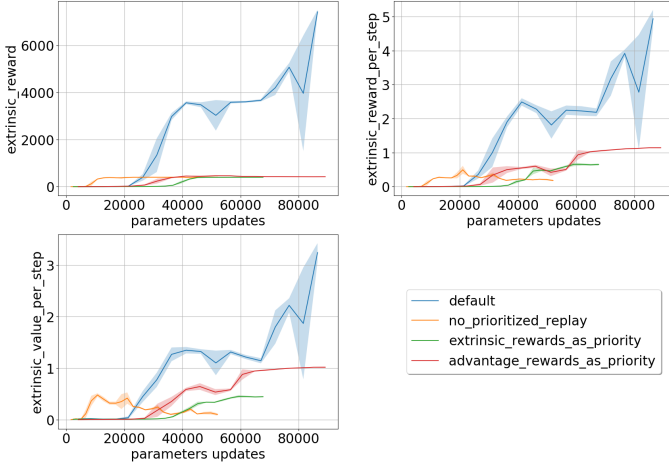 extrinsic_reward
6000
4000
2000
0
0 20000 40000 60000 80000
parameters updates
extrinsic_reward_per_step
5
4
3
2
1
0
0 20000 40000 60000 80000
parameters updates
extrinsic_value_per_step
3
2
1
0
0 20000 40000 60000 80000
parameters updates
default
no_prioritized_replay
extrinsic_rewards_as_priority
advantage_rewards_as_priority